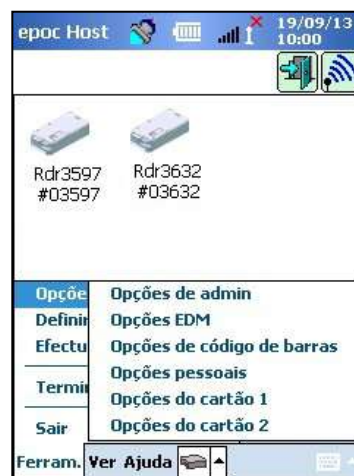 epoc Host 19/09/13
10:00
Rdr3597 Rdr3632
#03597 #03632
Opçõe Opções de admin
Definir Opções EDM
Efectu Opções de código de barras
Opções pessoais
Termi Opções do cartão 1
Sair Opções do cartão 2
Ferram. Ver Ajuda